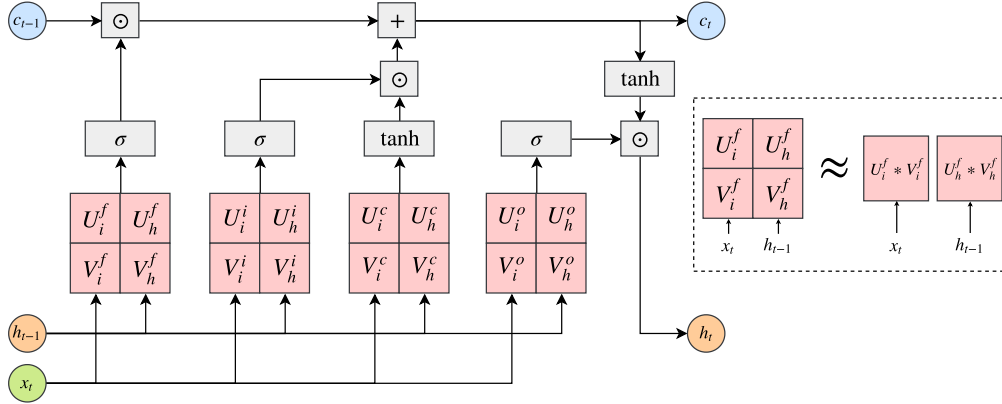 c_{t−1} ⊙ + c_t
tanh
⊙
σ σ tanh σ ⊙
U_i^f U_h^f U_i^i U_h^i U_i^c U_h^c U_i^o U_h^o
V_i^f V_h^f V_i^i V_h^i V_i^c V_h^c V_i^o V_h^o
h_{t−1} h_t
x_t
U_i^f U_h^f
V_i^f V_h^f
≈ U_i^f * V_i^f U_h^f * V_h^f
x_t h_{t−1} x_t h_{t−1}